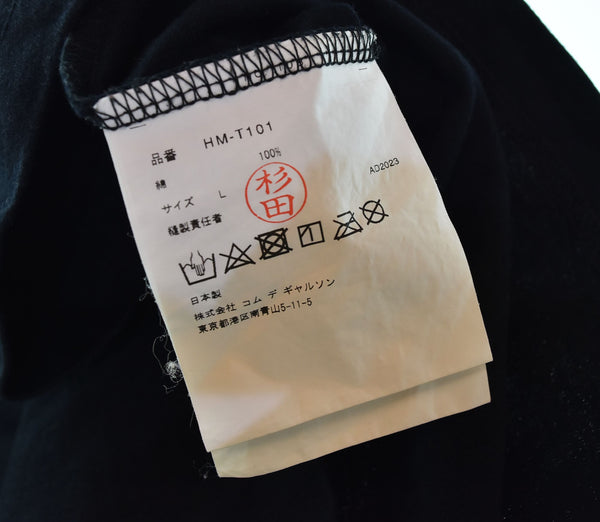 品番 HM-T101
綿 100%
サイズ L
縫製責任者
杉田
AD2023
日本製
株式会社 コム デ ギャルソン
東京都港区南青山5-11-5